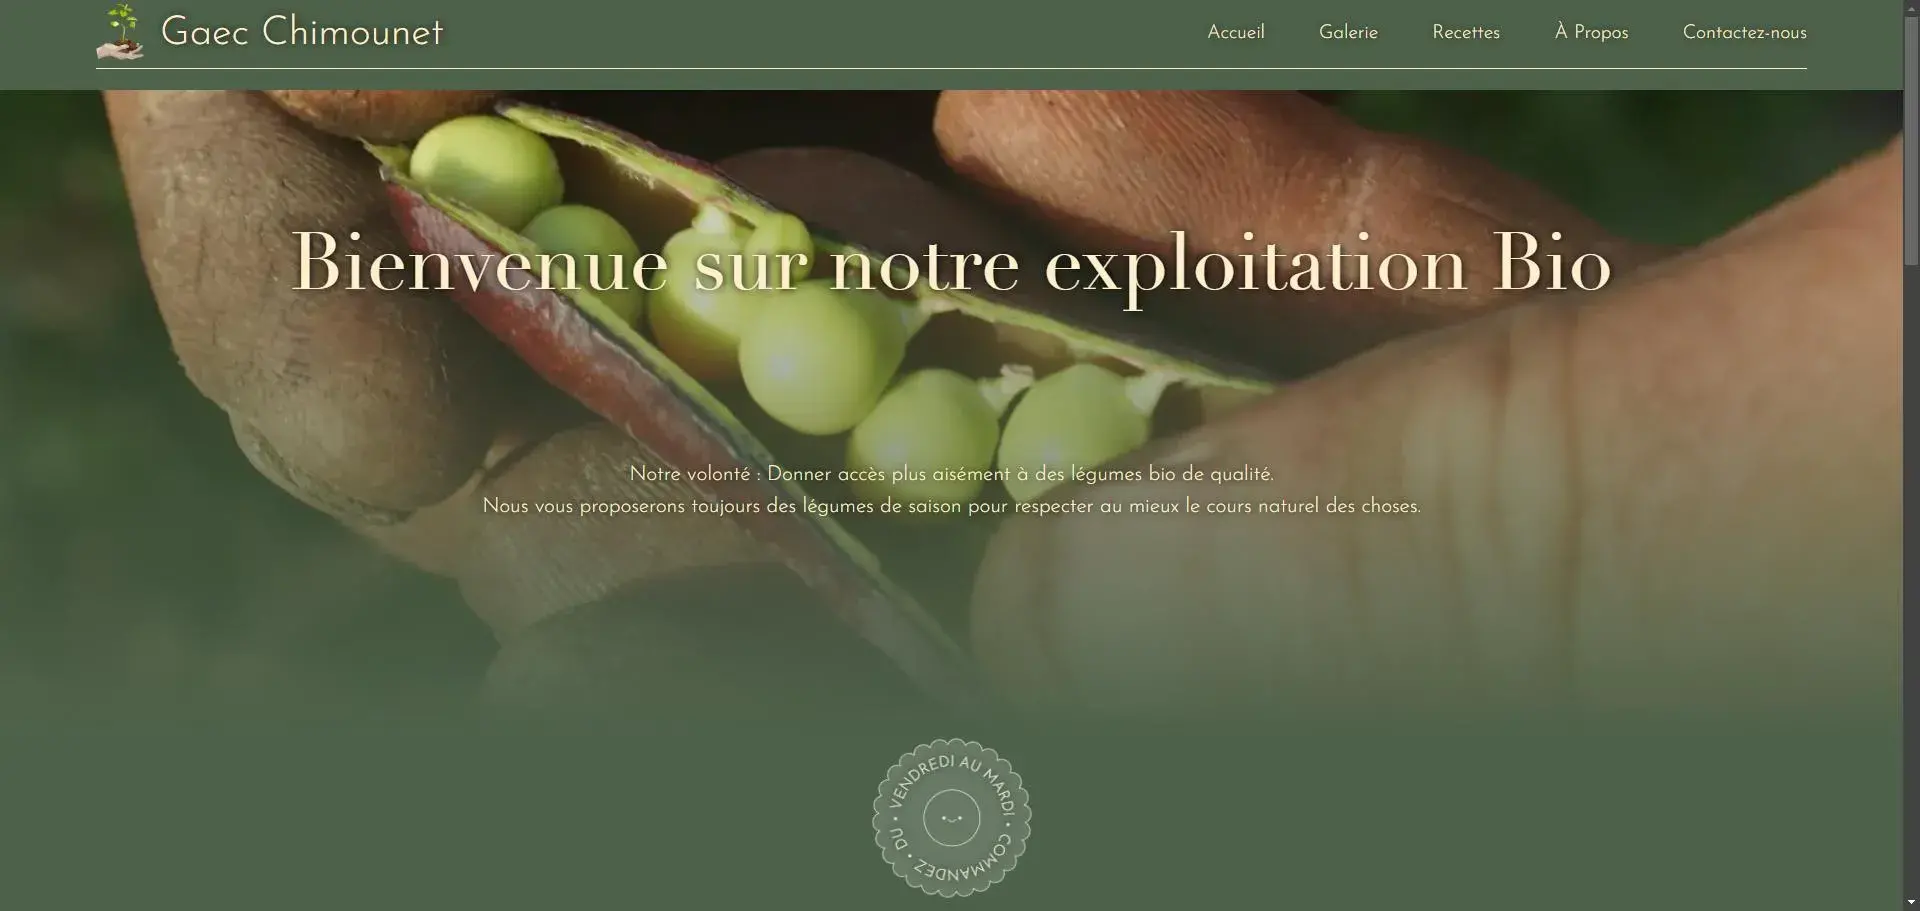 Gaec Chimounet
Accueil
Galerie
Recettes
À Propos
Contactez-nous
Bienvenue sur notre exploitation Bio
Notre volonté : Donner accès plus aisément à des légumes bio de qualité.
Nous vous proposerons toujours des légumes de saison pour respecter au mieux le cours naturel des choses.
COMMANDEZ • DU • VENDREDI AU MARDI •